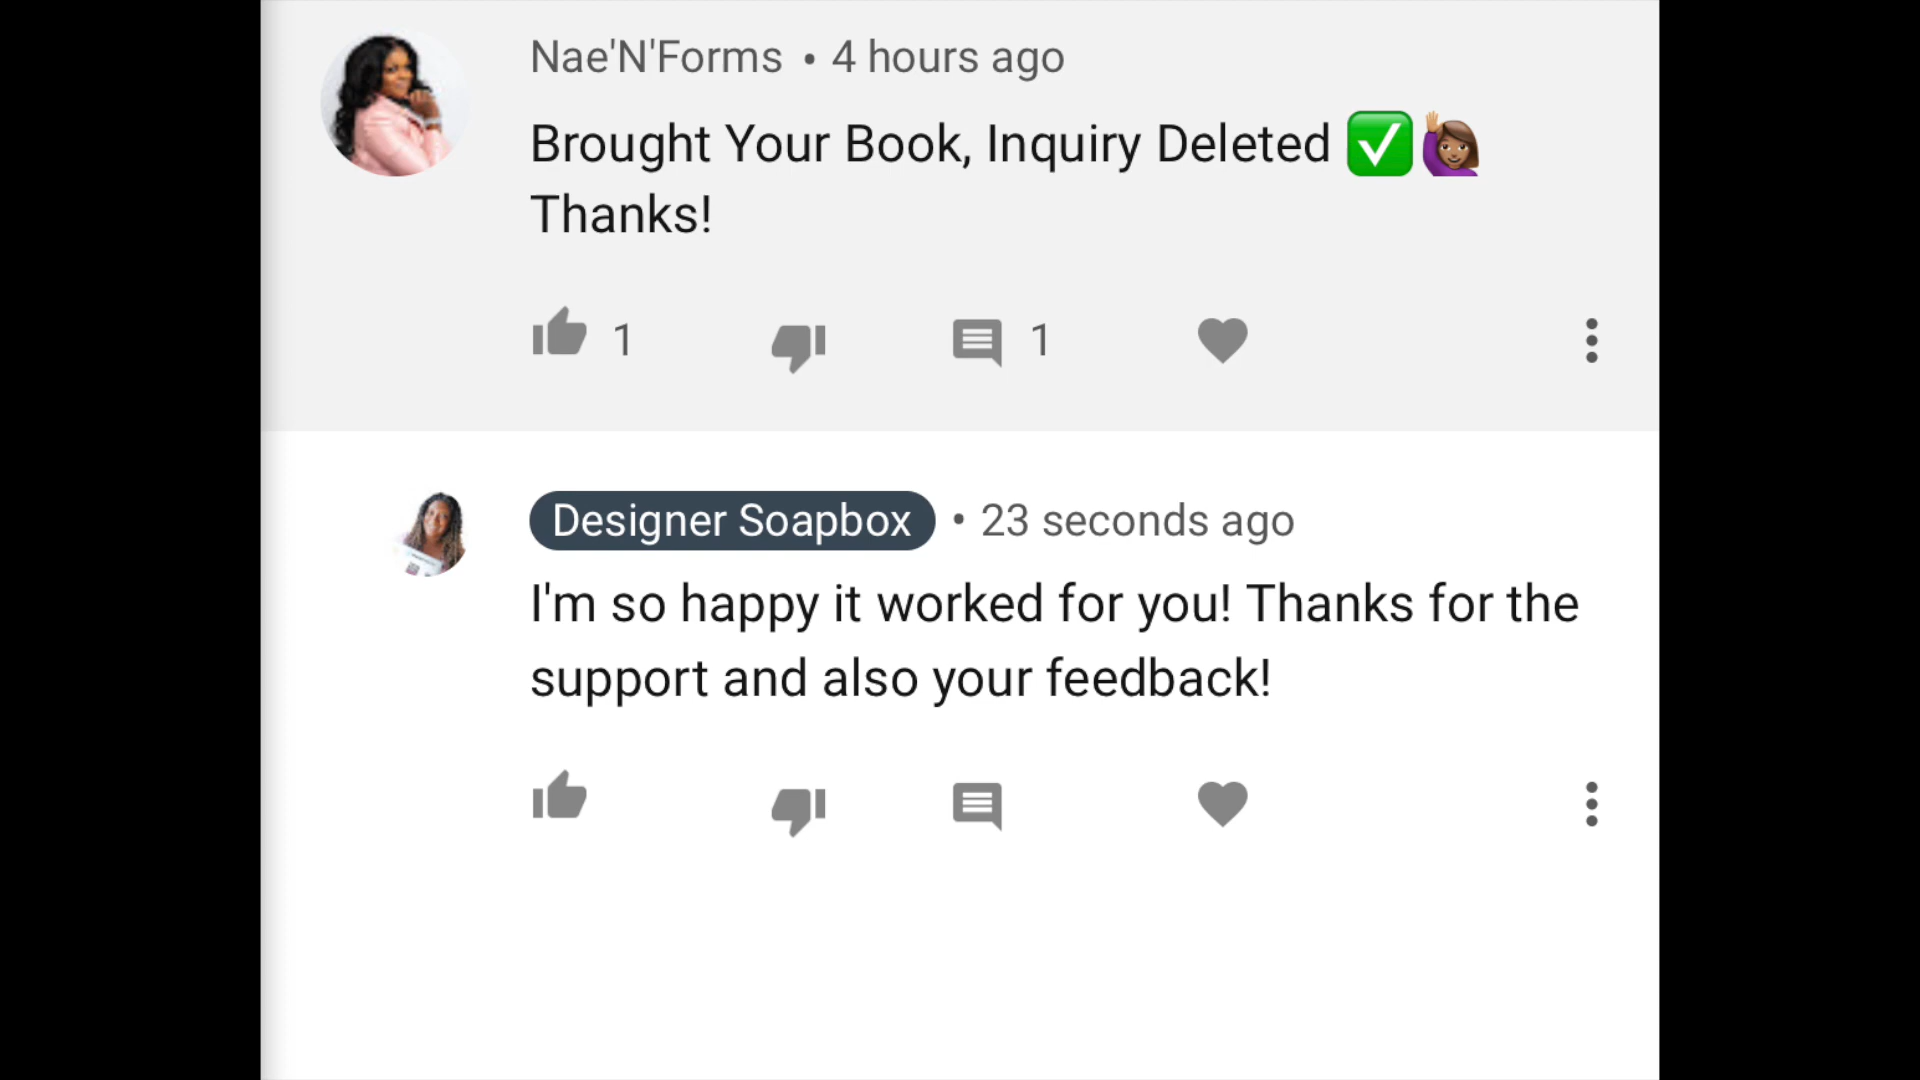 Nae'N'Forms • 4 hours ago
Brought Your Book, Inquiry Deleted ✅🙋🏽‍♀️
Thanks!
1
1
Designer Soapbox • 23 seconds ago
I'm so happy it worked for you! Thanks for the
support and also your feedback!